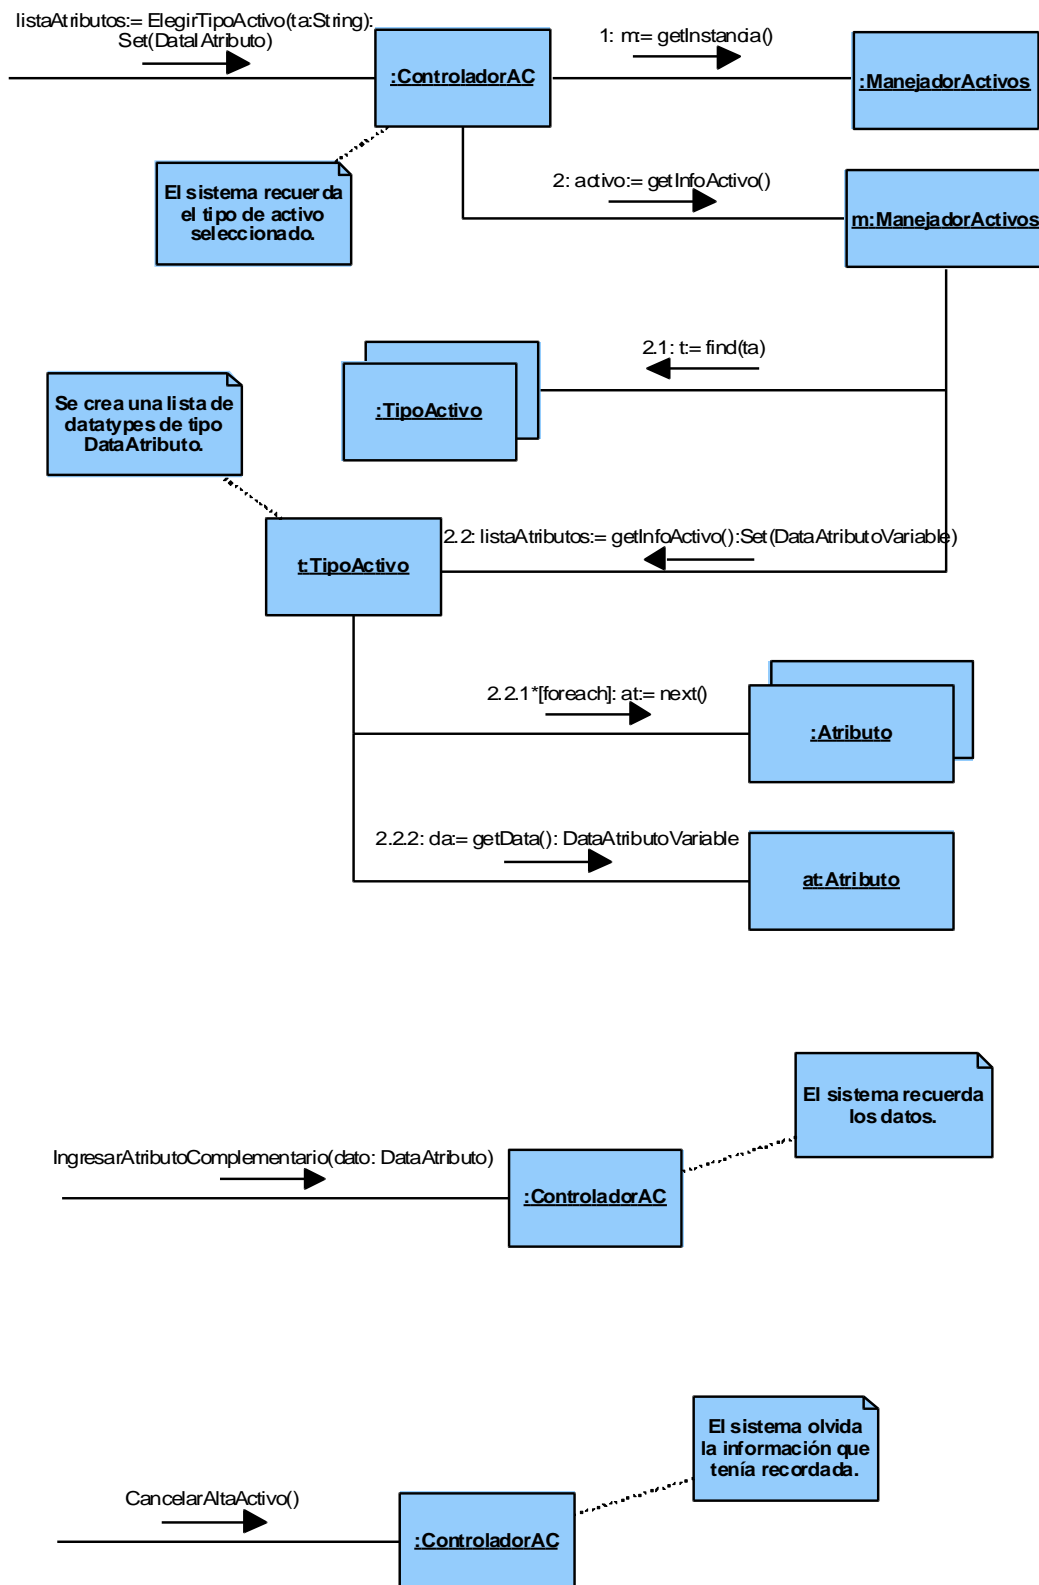 listaAtributos:= ElegirTipoActivo(ta:String):
Set(DataIAtributo)
:ControladorAC
1: m:= getInstancia()
:ManejadorActivos
El sistema recuerda
el tipo de activo
seleccionado.
2: activo:= getInfoActivo()
m:ManejadorActivos
2.1: t:= find(ta)
:TipoActivo
Se crea una lista de
datatypes de tipo
DataAtributo.
2.2: listaAtributos:= getInfoActivo():Set(DataAtributoVariable)
t:TipoActivo
2.2.1*[foreach]: at:= next()
:Atributo
2.2.2: da:= getData(): DataAtributoVariable
at:Atributo
El sistema recuerda
los datos.
IngresarAtributoComplementario(dato: DataAtributo)
:ControladorAC
El sistema olvida
la información que
tenía recordada.
CancelarAltaActivo()
:ControladorAC